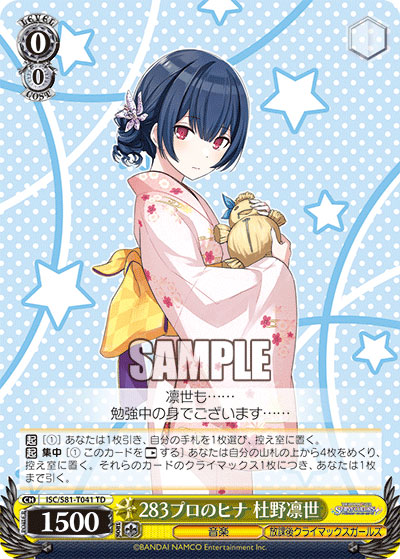 LEVEL
0
0
COST
SAMPLE
凛世も……
勉強中の身でございます……
起 [①] あなたは1枚引き、自分の手札を1枚選び、控え室に置く。
起 集中 [① このカードを レスト する] あなたは自分の山札の上から4枚をめくり、
控え室に置く。それらのカードのクライマックス1枚につき、あなたは1
枚引く。
CH ISC/S81-T041 TD
1500
283プロのヒナ 杜野凛世
音楽
放課後クライマックスガールズ
©BANDAI NAMCO Entertainment Inc.